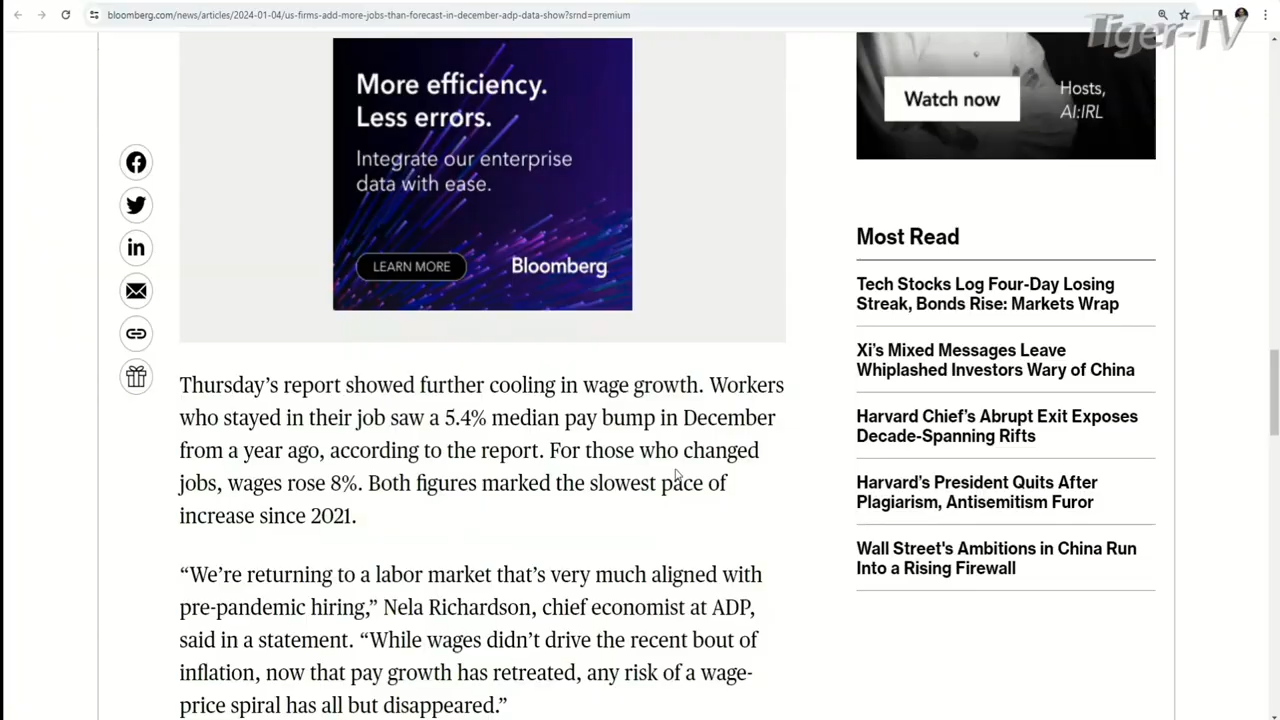 bloomberg.com/news/articles/2024-01-04/us-firms-add-more-jobs-than-forecast-in-december-adp-data-show?srnd=premium
Tiger-TV
More efficiency.
Less errors.
Integrate our enterprise
data with ease.
LEARN MORE
Bloomberg
Watch now
Hosts,
AI:IRL
Thursday’s report showed further cooling in wage growth. Workers
who stayed in their job saw a 5.4% median pay bump in December
from a year ago, according to the report. For those who changed
jobs, wages rose 8%. Both figures marked the slowest pace of
increase since 2021.
“We’re returning to a labor market that’s very much aligned with
pre-pandemic hiring,” Nela Richardson, chief economist at ADP,
said in a statement. “While wages didn’t drive the recent bout of
inflation, now that pay growth has retreated, any risk of a wage-
price spiral has all but disappeared.”
Most Read
Tech Stocks Log Four-Day Losing
Streak, Bonds Rise: Markets Wrap
Xi’s Mixed Messages Leave
Whiplashed Investors Wary of China
Harvard Chief’s Abrupt Exit Exposes
Decade-Spanning Rifts
Harvard’s President Quits After
Plagiarism, Antisemitism Furor
Wall Street's Ambitions in China Run
Into a Rising Firewall